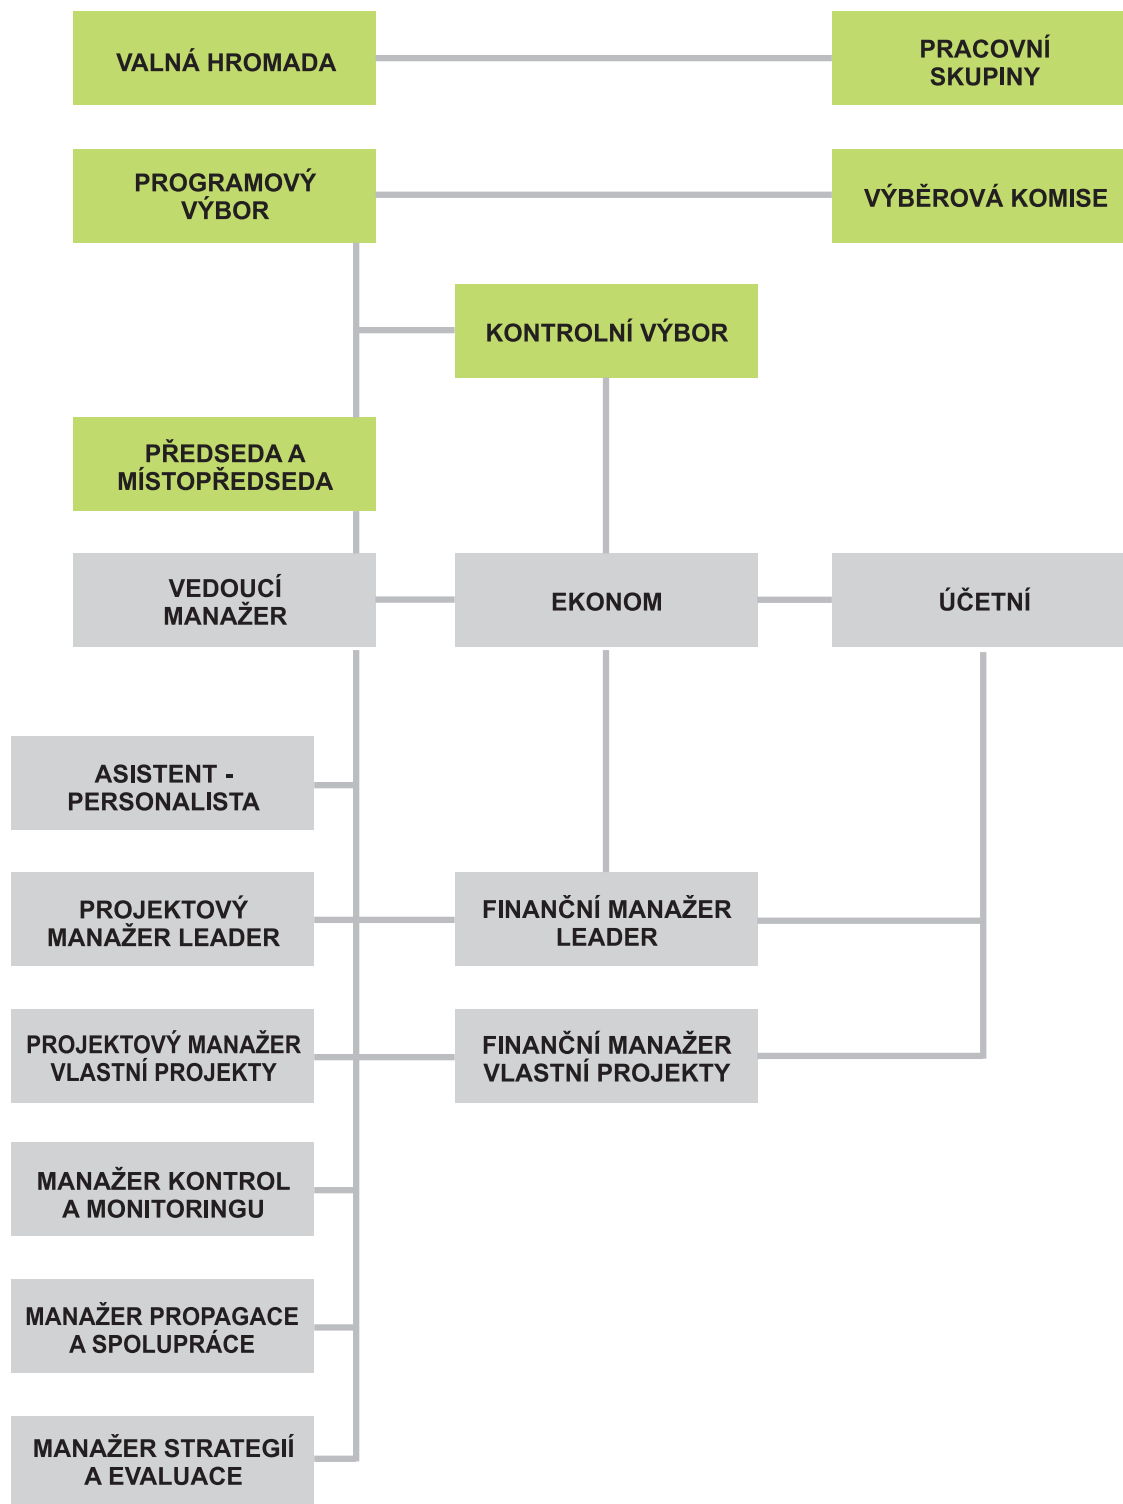 VALNÁ HROMADA
PRACOVNÍ
SKUPINY
PROGRAMOVÝ
VÝBOR
VÝBĚROVÁ KOMISE
KONTROLNÍ VÝBOR
PŘEDSEDA A
MÍSTOPŘEDSEDA
VEDOUCÍ
MANAŽER
EKONOM
ÚČETNÍ
ASISTENT -
PERSONALISTA
PROJEKTOVÝ
MANAŽER LEADER
FINANČNÍ MANAŽER
LEADER
PROJEKTOVÝ MANAŽER
VLASTNÍ PROJEKTY
FINANČNÍ MANAŽER
VLASTNÍ PROJEKTY
MANAŽER KONTROL
A MONITORINGU
MANAŽER PROPAGACE
A SPOLUPRÁCE
MANAŽER STRATEGIÍ
A EVALUACE